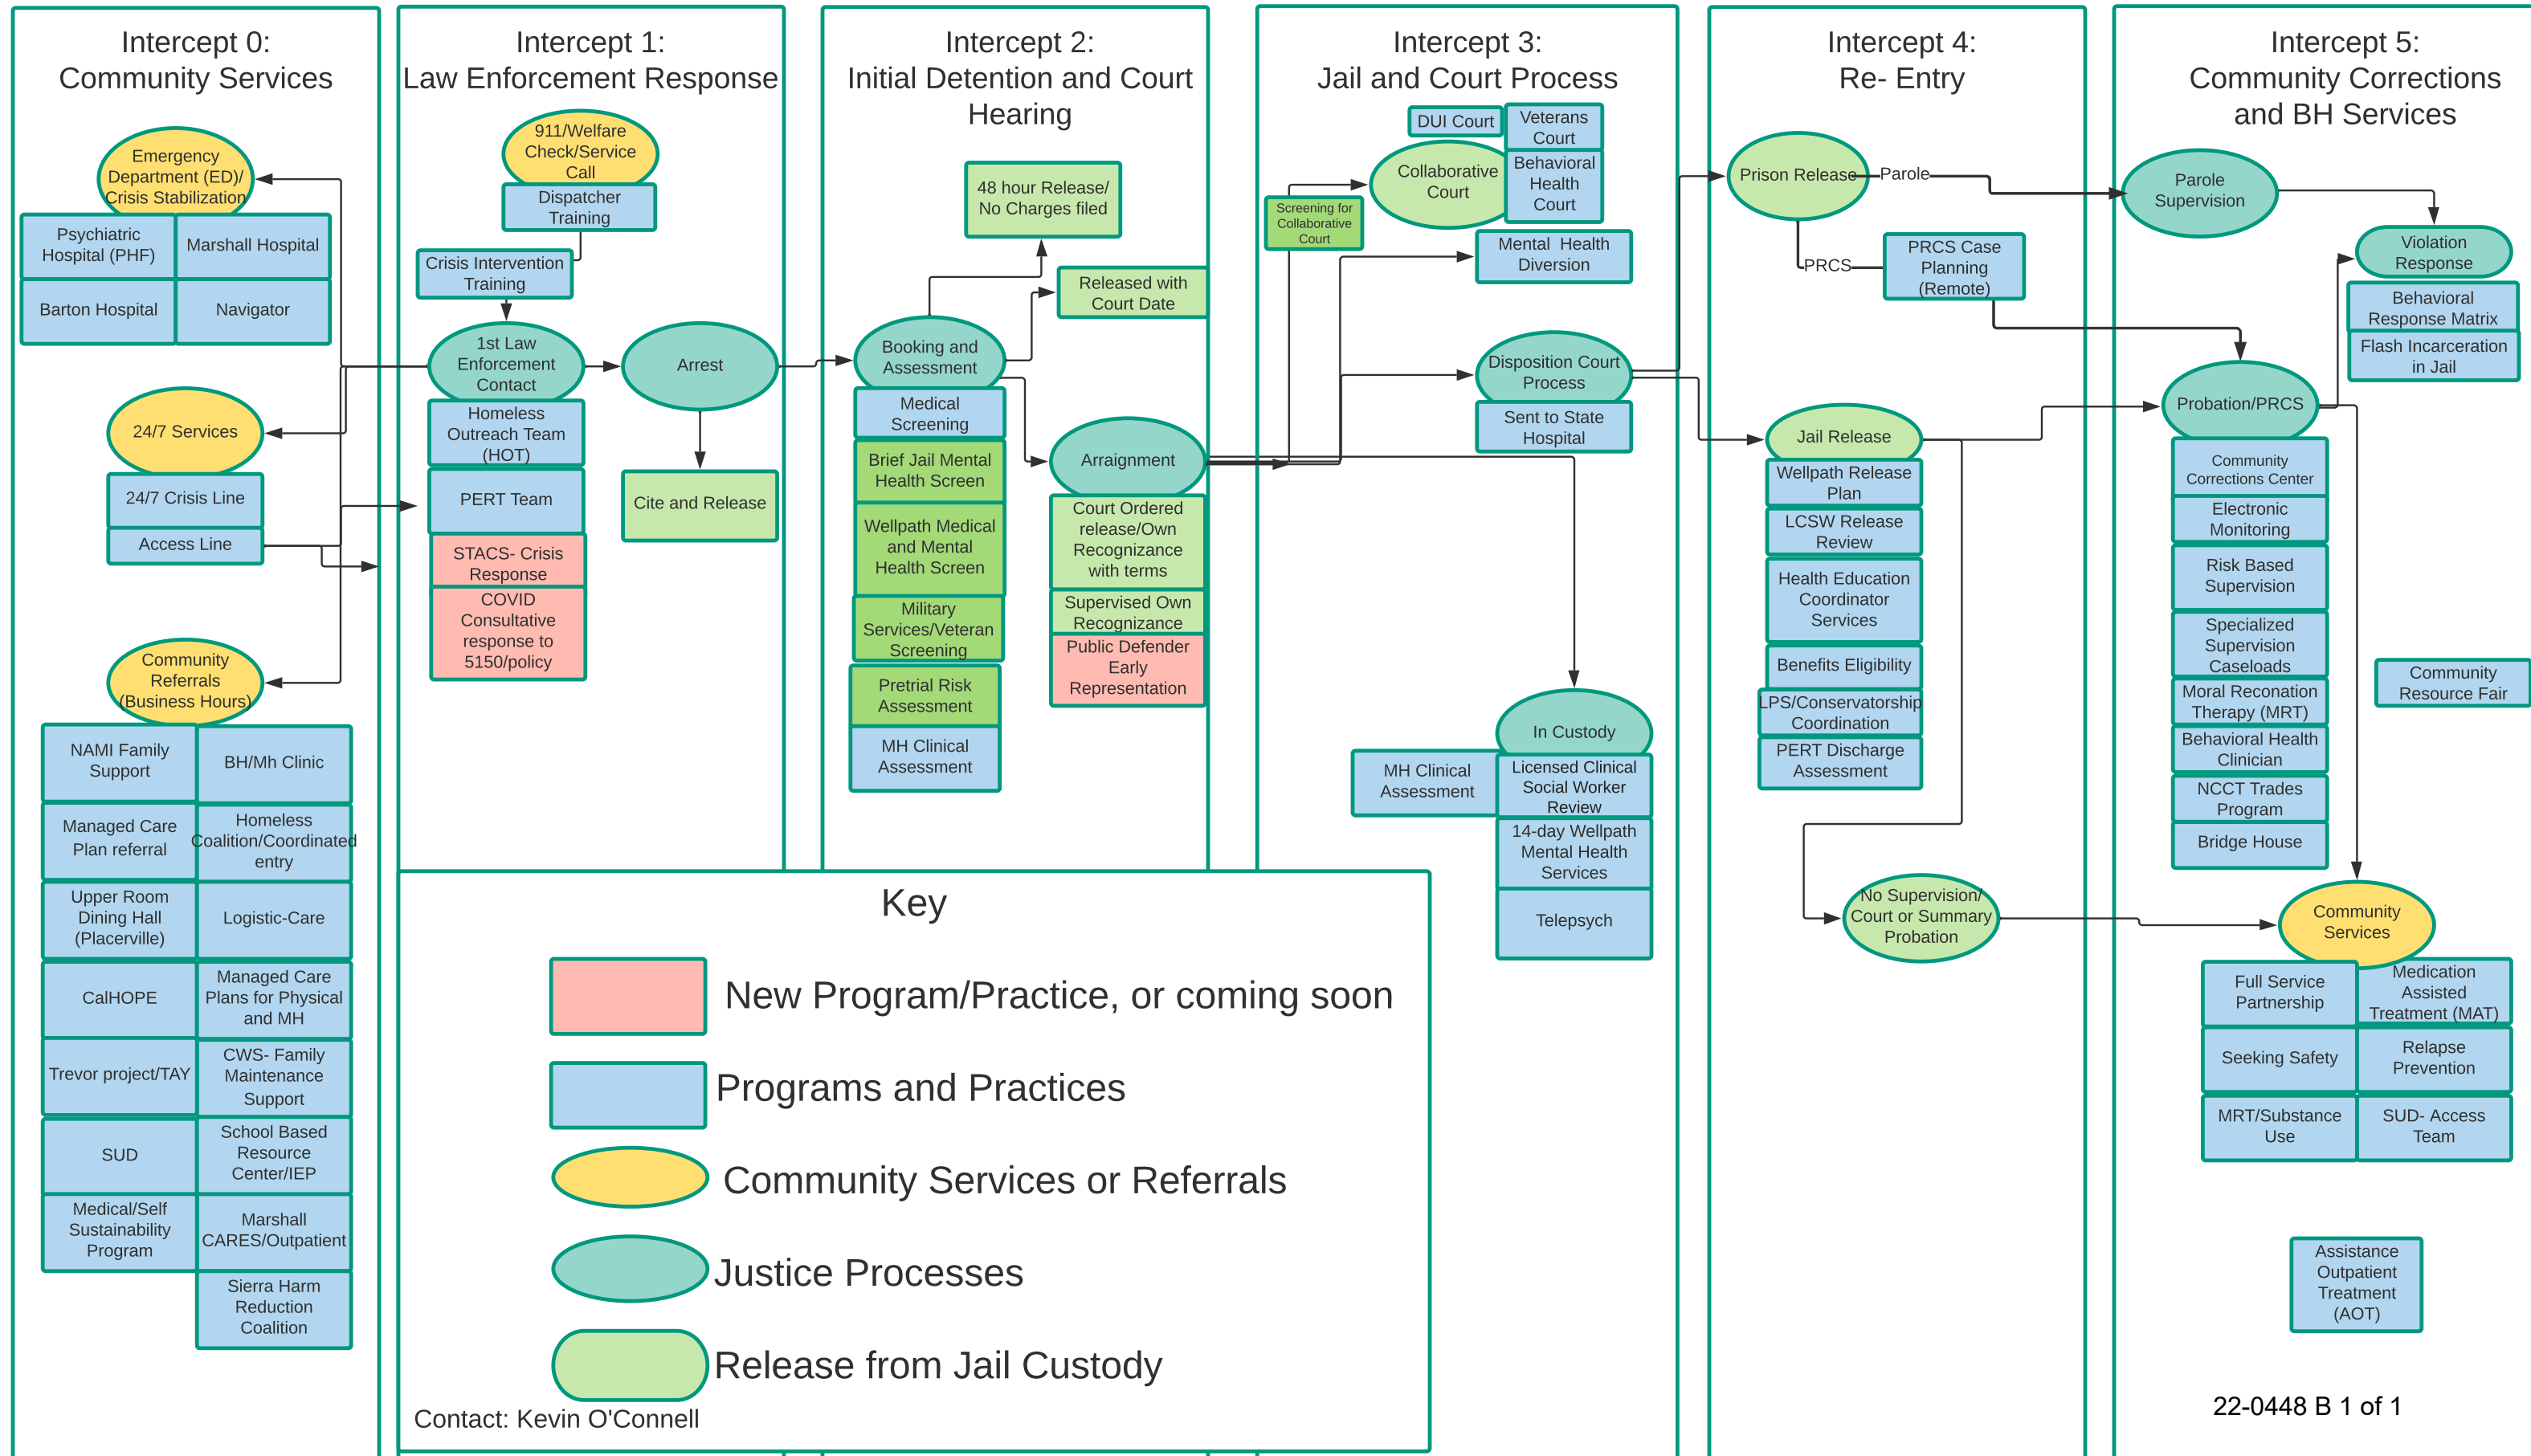 Intercept 0:
Community Services
Emergency
Department (ED)/
Crisis Stabilization
Psychiatric
Hospital (PHF)
Marshall Hospital
Barton Hospital
Navigator
24/7 Services
24/7 Crisis Line
Access Line
Community
Referrals
(Business Hours)
NAMI Family
Support
BH/Mh Clinic
Managed Care
Plan referral
Homeless
Coalition/Coordinated
entry
Upper Room
Dining Hall
(Placerville)
Logistic-Care
CalHOPE
Managed Care
Plans for Physical
and MH
Trevor project/TAY
CWS- Family
Maintenance
Support
SUD
School Based
Resource
Center/IEP
Medical/Self
Sustainability
Program
Marshall
CARES/Outpatient
Sierra Harm
Reduction
Coalition
Intercept 1:
Law Enforcement Response
911/Welfare
Check/Service
Call
Dispatcher
Training
Crisis Intervention
Training
1st Law
Enforcement
Contact
Arrest
Homeless
Outreach Team
(HOT)
PERT Team
STACS- Crisis
Response
COVID
Consultative
response to
5150/policy
Cite and Release
Intercept 2:
Initial Detention and Court
Hearing
48 hour Release/
No Charges filed
Released with
Court Date
Booking and
Assessment
Medical
Screening
Brief Jail Mental
Health Screen
Wellpath Medical
and Mental
Health Screen
Military
Services/Veteran
Screening
Pretrial Risk
Assessment
MH Clinical
Assessment
Arraignment
Court Ordered
release/Own
Recognizance
with terms
Supervised Own
Recognizance
Public Defender
Early
Representation
Intercept 3:
Jail and Court Process
DUI Court
Veterans
Court
Collaborative
Court
Behavioral
Health
Court
Screening for
Collaborative
Court
Mental Health
Diversion
Disposition Court
Process
Sent to State
Hospital
In Custody
MH Clinical
Assessment
Licensed Clinical
Social Worker
Review
14-day Wellpath
Mental Health
Services
Telepsych
Intercept 4:
Re- Entry
Prison Release
Parole
PRCS
PRCS Case
Planning
(Remote)
Jail Release
Wellpath Release
Plan
LCSW Release
Review
Health Education
Coordinator
Services
Benefits Eligibility
LPS/Conservatorship
Coordination
PERT Discharge
Assessment
No Supervision/
Court or Summary
Probation
Intercept 5:
Community Corrections
and BH Services
Parole
Supervision
Violation
Response
Behavioral
Response Matrix
Flash Incarceration
in Jail
Probation/PRCS
Community
Corrections Center
Electronic
Monitoring
Risk Based
Supervision
Specialized
Supervision
Caseloads
Moral Reconation
Therapy (MRT)
Behavioral Health
Clinician
NCCT Trades
Program
Bridge House
Community
Resource Fair
Community
Services
Full Service
Partnership
Medication
Assisted
Treatment (MAT)
Seeking Safety
Relapse
Prevention
MRT/Substance
Use
SUD- Access
Team
Assistance
Outpatient
Treatment
(AOT)
Key
New Program/Practice, or coming soon
Programs and Practices
Community Services or Referrals
Justice Processes
Release from Jail Custody
Contact: Kevin O'Connell
22-0448 B 1 of 1